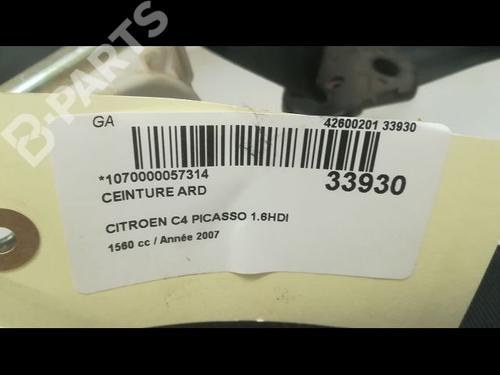 B-PARTS
GA
42600201 33930
*1070000057314
33930
CEINTURE ARD
CITROEN C4 PICASSO 1.6HDI
1560 cc / Année 2007